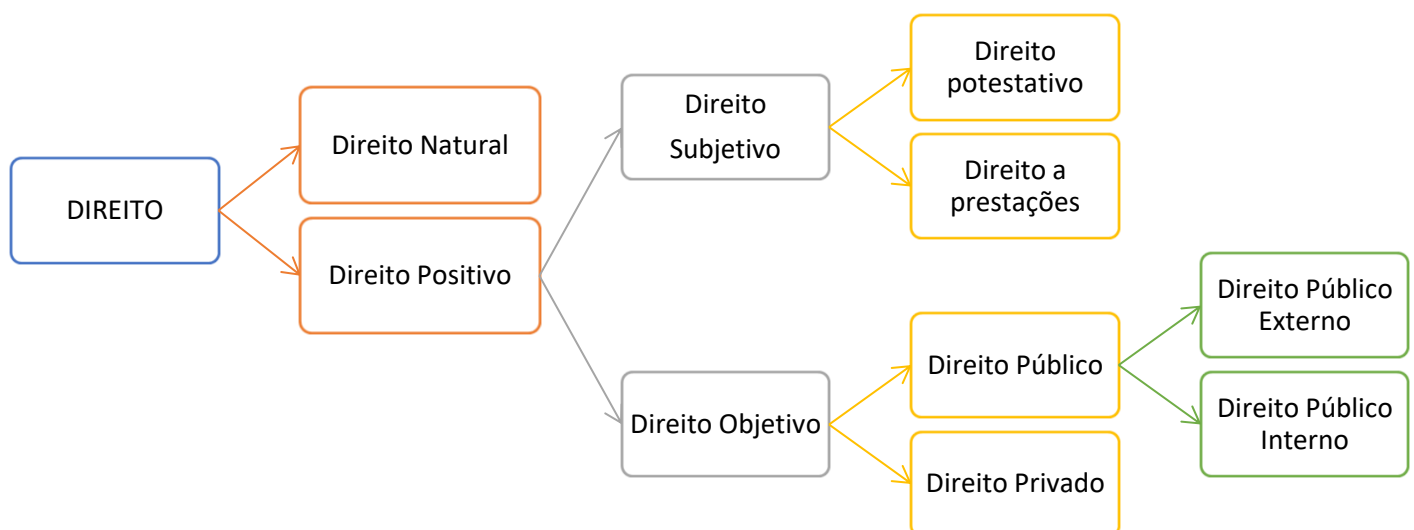 DIREITO
Direito Natural
Direito Positivo
Direito
Subjetivo
Direito Objetivo
Direito
potestativo
Direito a
prestações
Direito Público
Direito Privado
Direito Público
Externo
Direito Público
Interno